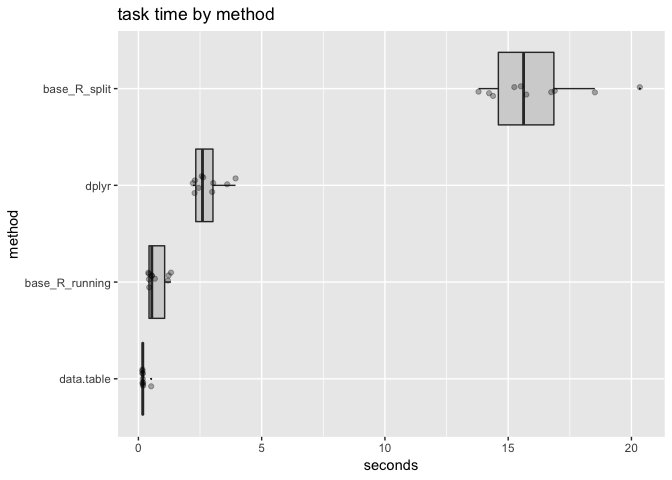 task time by method
method
base_R_split
dplyr
base_R_running
data.table
0 5 10 15 20
seconds